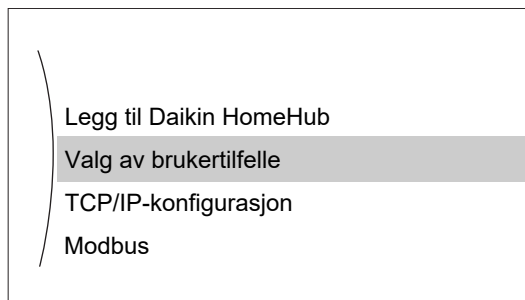 Legg til Daikin HomeHub
Valg av brukertilfelle
TCP/IP-konfigurasjon
Modbus